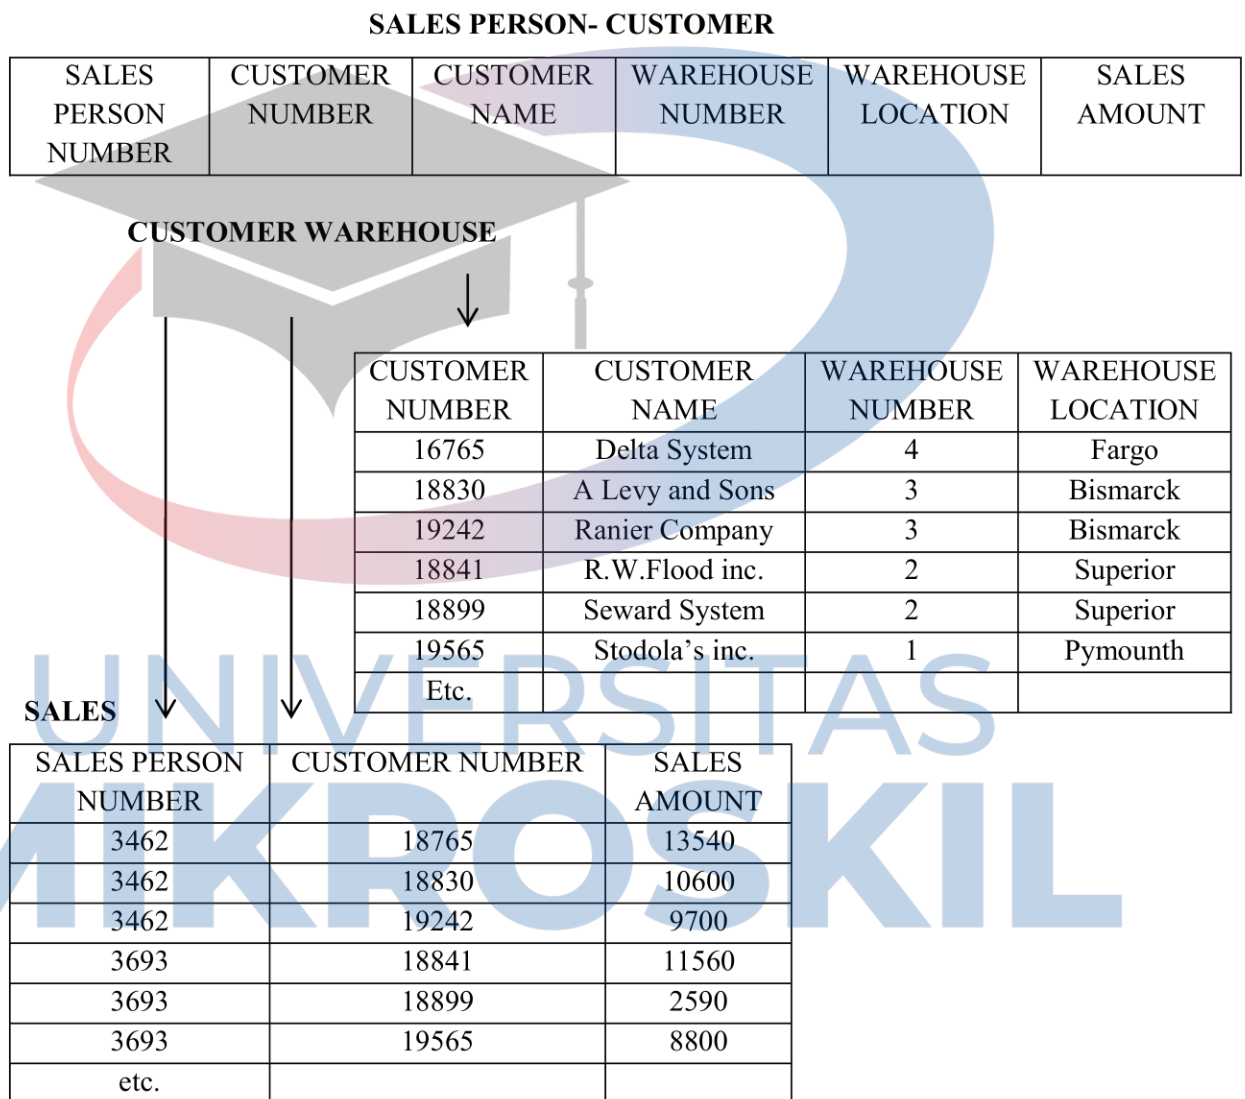 SALES PERSON- CUSTOMER
SALES PERSON NUMBER CUSTOMER NUMBER CUSTOMER NAME WAREHOUSE NUMBER WAREHOUSE LOCATION SALES AMOUNT
CUSTOMER WAREHOUSE
CUSTOMER NUMBER CUSTOMER NAME WAREHOUSE NUMBER WAREHOUSE LOCATION
16765 Delta System 4 Fargo
18830 A Levy and Sons 3 Bismarck
19242 Ranier Company 3 Bismarck
18841 R.W.Flood inc. 2 Superior
18899 Seward System 2 Superior
19565 Stodola’s inc. 1 Pymounth
Etc.
SALES
SALES PERSON NUMBER CUSTOMER NUMBER SALES AMOUNT
3462 18765 13540
3462 18830 10600
3462 19242 9700
3693 18841 11560
3693 18899 2590
3693 19565 8800
etc.
UNIVERSITAS
MIKROSKIL